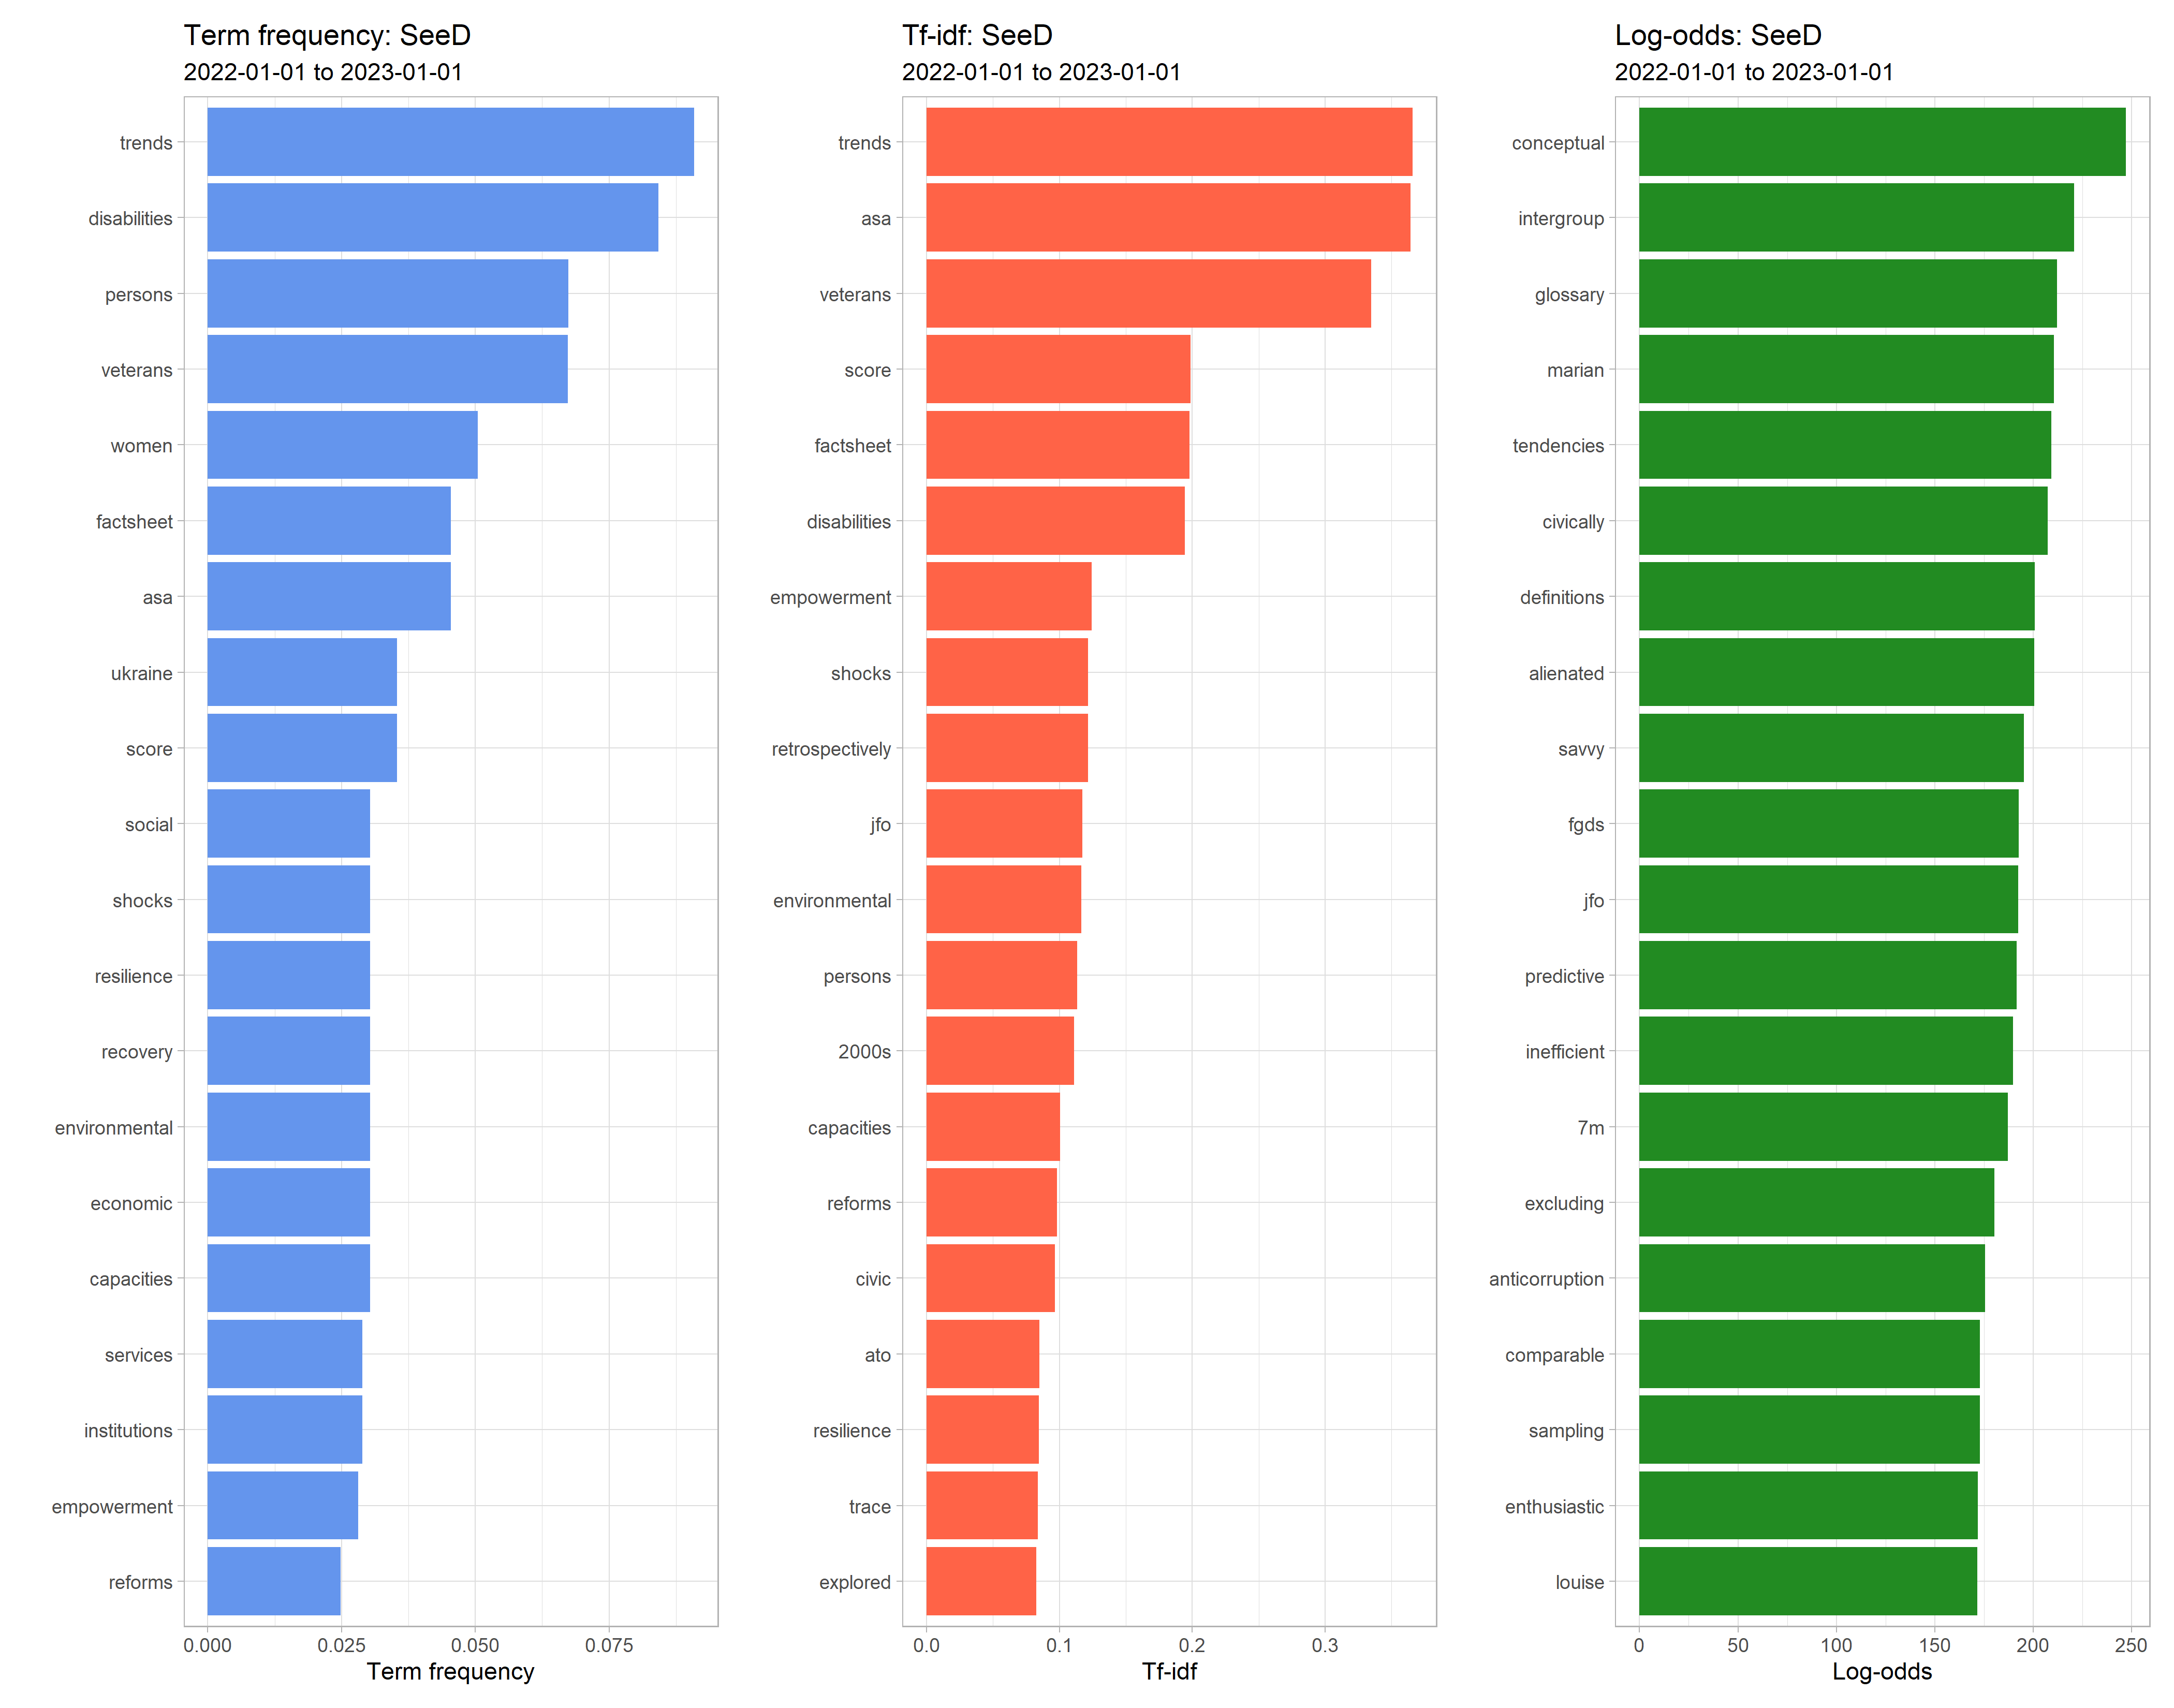 Term frequency: SeeD
2022-01-01 to 2023-01-01
trends
disabilities
persons
veterans
women
factsheet
asa
ukraine
score
social
shocks
resilience
recovery
environmental
economic
capacities
services
institutions
empowerment
reforms
0.000 0.025 0.050 0.075
Term frequency
Tf-idf: SeeD
2022-01-01 to 2023-01-01
trends
asa
veterans
score
factsheet
disabilities
empowerment
shocks
retrospectively
jfo
environmental
persons
2000s
capacities
reforms
civic
ato
resilience
trace
explored
0.0 0.1 0.2 0.3
Tf-idf
Log-odds: SeeD
2022-01-01 to 2023-01-01
conceptual
intergroup
glossary
marian
tendencies
civically
definitions
alienated
savvy
fgds
jfo
predictive
inefficient
7m
excluding
anticorruption
comparable
sampling
enthusiastic
louise
0 50 100 150 200 250
Log-odds